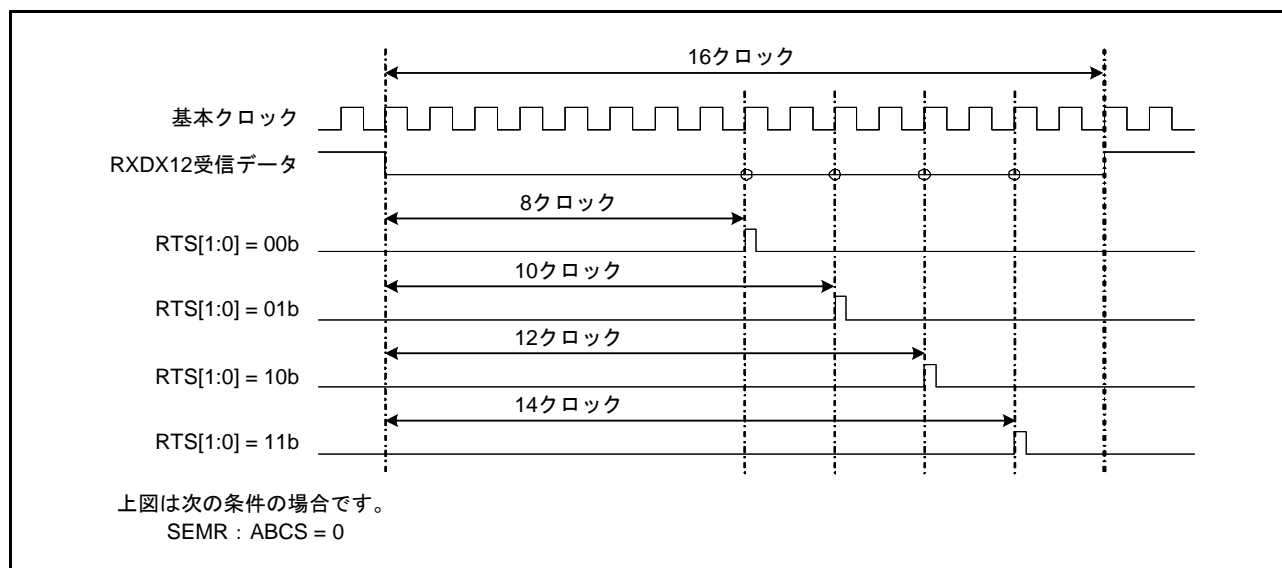 16クロック
基本クロック
RXDX12受信データ
8クロック
RTS[1:0] = 00b
10クロック
RTS[1:0] = 01b
12クロック
RTS[1:0] = 10b
14クロック
RTS[1:0] = 11b
上図は次の条件の場合です。
SEMR:ABCS = 0